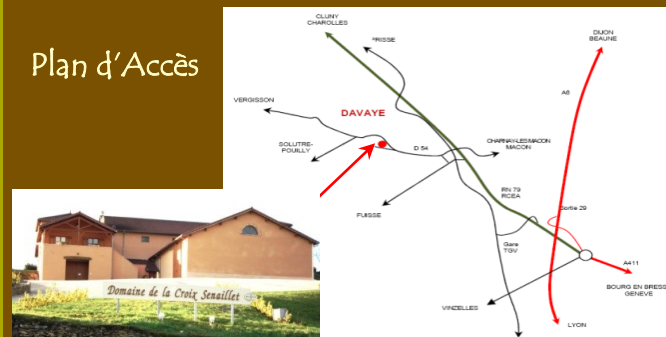 Plan d'Accès
CLUNY
CHAROLLES
PRISSE
DIJON
BEAUNE
A6
VERGISSON
DAVAYE
SOLUTRE-
POUILLY
D 54
CHARNAY-LES-MACON
MACON
FUISSE
RN 79
RCEA
Sortie 29
Gare
TGV
A411
BOURG EN BRESSE
GENEVE
VINZELLES
LYON
Domaine de la Croix Senaillet